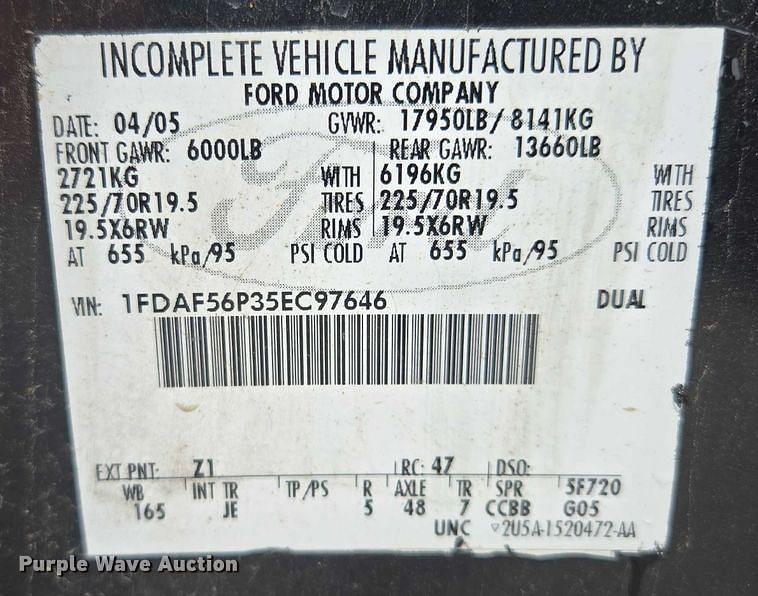 INCOMPLETE VEHICLE MANUFACTURED BY
FORD MOTOR COMPANY
DATE: 04/05 GVWR: 17950LB/ 8141KG
FRONT GAWR: 6000LB REAR GAWR: 13660LB
2721KG WITH 6196KG WITH
225/70R19.5 TIRES 225/70R19.5 TIRES
19.5X6RW RIMS 19.5X6RW RIMS
AT 655 kPa/95 PSI COLD AT 655 kPa/95 PSI COLD
VIN: 1FDAF56P35EC97646 DUAL
EXT PNT: Z1 RC: 47 DSO:
WB INT TR TP/PS R AXLE TR SPR 5F720
165 JE 5 48 7 CCBB G05
UNC 2U5A-1520472-AA
Ford
Purple Wave Auction